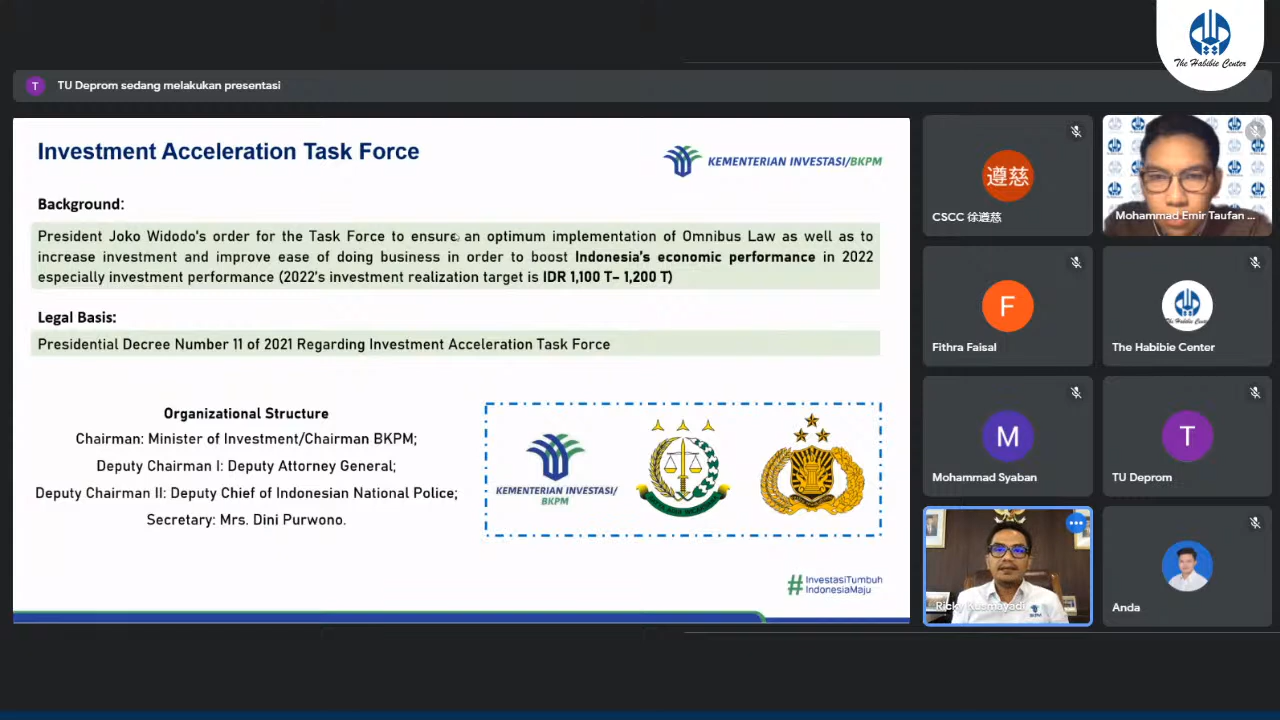 The Habibie Center
T
TU Deprom sedang melakukan presentasi
Investment Acceleration Task Force
KEMENTERIAN INVESTASI/BKPM
Background:
President Joko Widodo's order for the Task Force to ensure an optimum implementation of Omnibus Law as well as to
increase investment and improve ease of doing business in order to boost Indonesia's economic performance in 2022
especially investment performance (2022's investment realization target is IDR 1,100 T– 1,200 T)
Legal Basis:
Presidential Decree Number 11 of 2021 Regarding Investment Acceleration Task Force
Organizational Structure
Chairman: Minister of Investment/Chairman BKPM;
Deputy Chairman I: Deputy Attorney General;
Deputy Chairman II: Deputy Chief of Indonesian National Police;
Secretary: Mrs. Dini Purwono.
KEMENTERIAN INVESTASI/
BKPM
#InvestasiTumbuh
IndonesiaMaju
遵慈
CSCC 徐遵慈
Mohammad Emir Taufan ...
F
Fithra Faisal
The Habibie Center
The Habibie Center
M
Mohammad Syaban
T
TU Deprom
Ricky Kusmayadi
BKPM
Anda